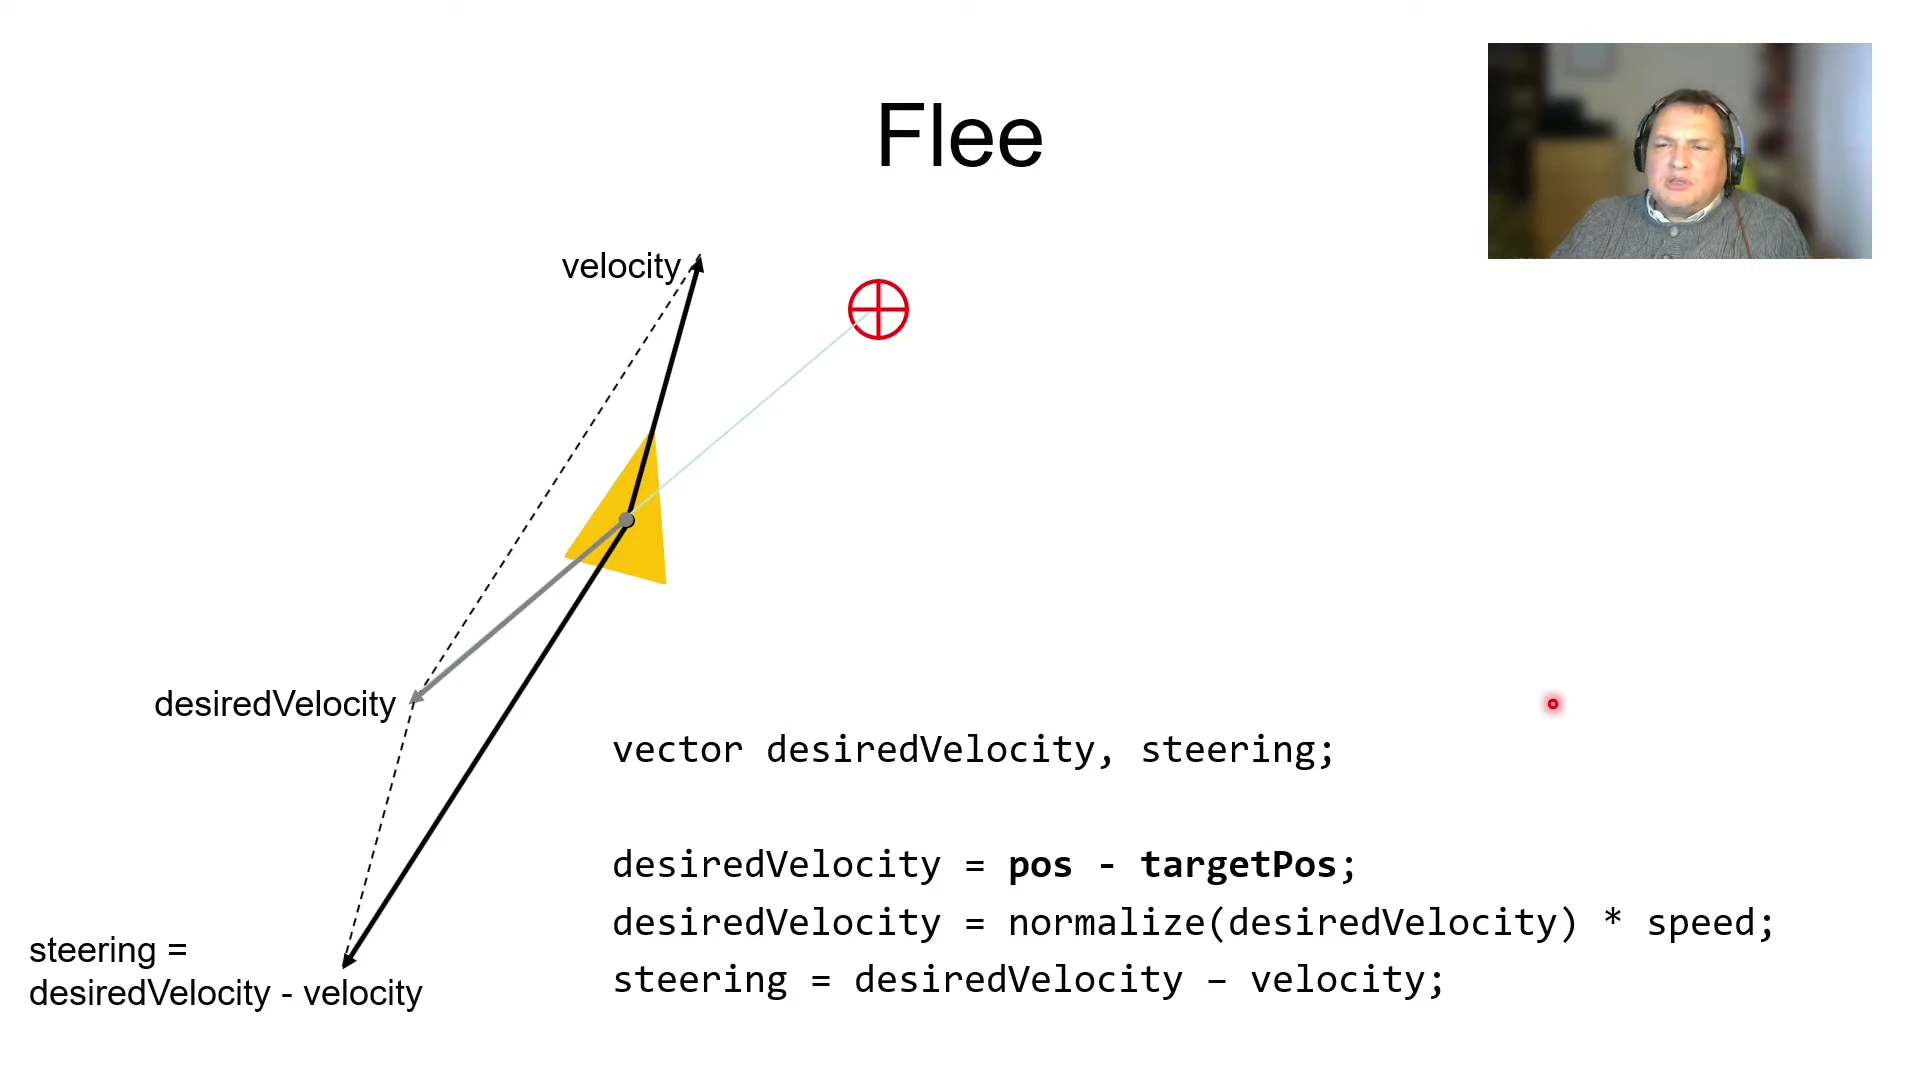 Flee
velocity
desiredVelocity
vector desiredVelocity, steering;
desiredVelocity = pos - targetPos;
desiredVelocity = normalize(desiredVelocity) * speed;
steering = desiredVelocity – velocity;
steering =
desiredVelocity - velocity